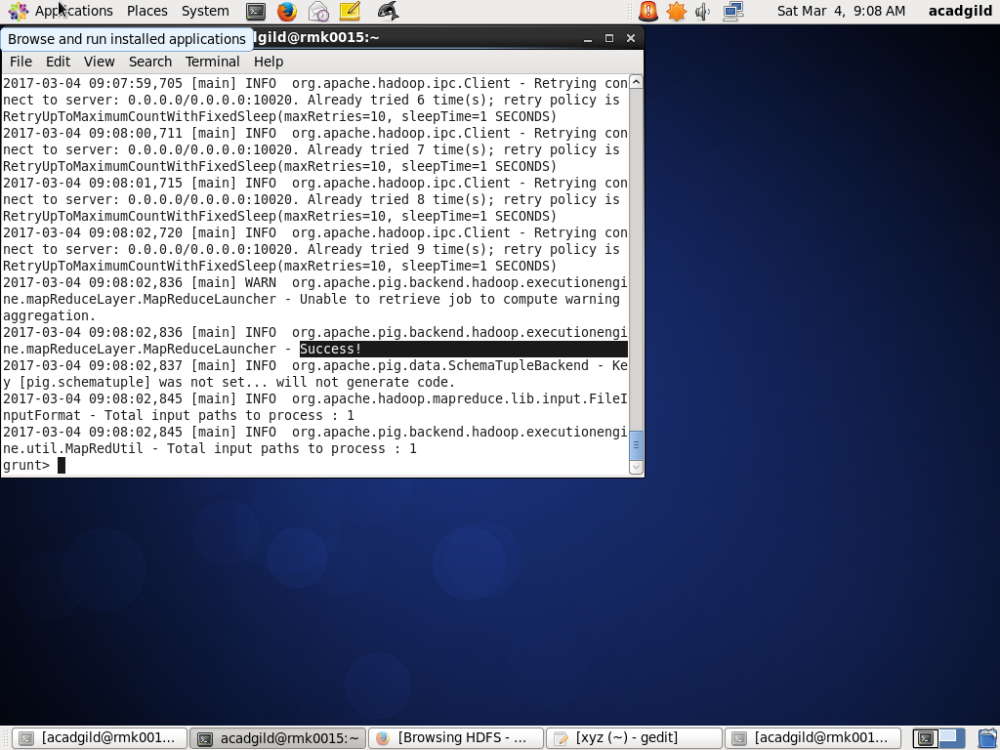 Applications Places System
Sat Mar 4, 9:08 AM acadgild
Browse and run installed applications
dgild@rmk0015:~
File Edit View Search Terminal Help
2017-03-04 09:07:59,705 [main] INFO  org.apache.hadoop.ipc.Client - Retrying con
nect to server: 0.0.0.0/0.0.0.0:10020. Already tried 6 time(s); retry policy is
RetryUpToMaximumCountWithFixedSleep(maxRetries=10, sleepTime=1 SECONDS)
2017-03-04 09:08:00,711 [main] INFO  org.apache.hadoop.ipc.Client - Retrying con
nect to server: 0.0.0.0/0.0.0.0:10020. Already tried 7 time(s); retry policy is
RetryUpToMaximumCountWithFixedSleep(maxRetries=10, sleepTime=1 SECONDS)
2017-03-04 09:08:01,715 [main] INFO  org.apache.hadoop.ipc.Client - Retrying con
nect to server: 0.0.0.0/0.0.0.0:10020. Already tried 8 time(s); retry policy is
RetryUpToMaximumCountWithFixedSleep(maxRetries=10, sleepTime=1 SECONDS)
2017-03-04 09:08:02,720 [main] INFO  org.apache.hadoop.ipc.Client - Retrying con
nect to server: 0.0.0.0/0.0.0.0:10020. Already tried 9 time(s); retry policy is
RetryUpToMaximumCountWithFixedSleep(maxRetries=10, sleepTime=1 SECONDS)
2017-03-04 09:08:02,836 [main] WARN  org.apache.pig.backend.hadoop.executionengi
ne.mapReduceLayer.MapReduceLauncher - Unable to retrieve job to compute warning
aggregation.
2017-03-04 09:08:02,836 [main] INFO  org.apache.pig.backend.hadoop.executionengi
ne.mapReduceLayer.MapReduceLauncher - Success!
2017-03-04 09:08:02,837 [main] INFO  org.apache.pig.data.SchemaTupleBackend - Ke
y [pig.schematuple] was not set... will not generate code.
2017-03-04 09:08:02,845 [main] INFO  org.apache.hadoop.mapreduce.lib.input.FileI
nputFormat - Total input paths to process : 1
2017-03-04 09:08:02,845 [main] INFO  org.apache.pig.backend.hadoop.executionengi
ne.util.MapRedUtil - Total input paths to process : 1
grunt>
[acadgild@rmk001... acadgild@rmk0015:~ [Browsing HDFS - ... [xyz (~) - gedit] [acadgild@rmk001...